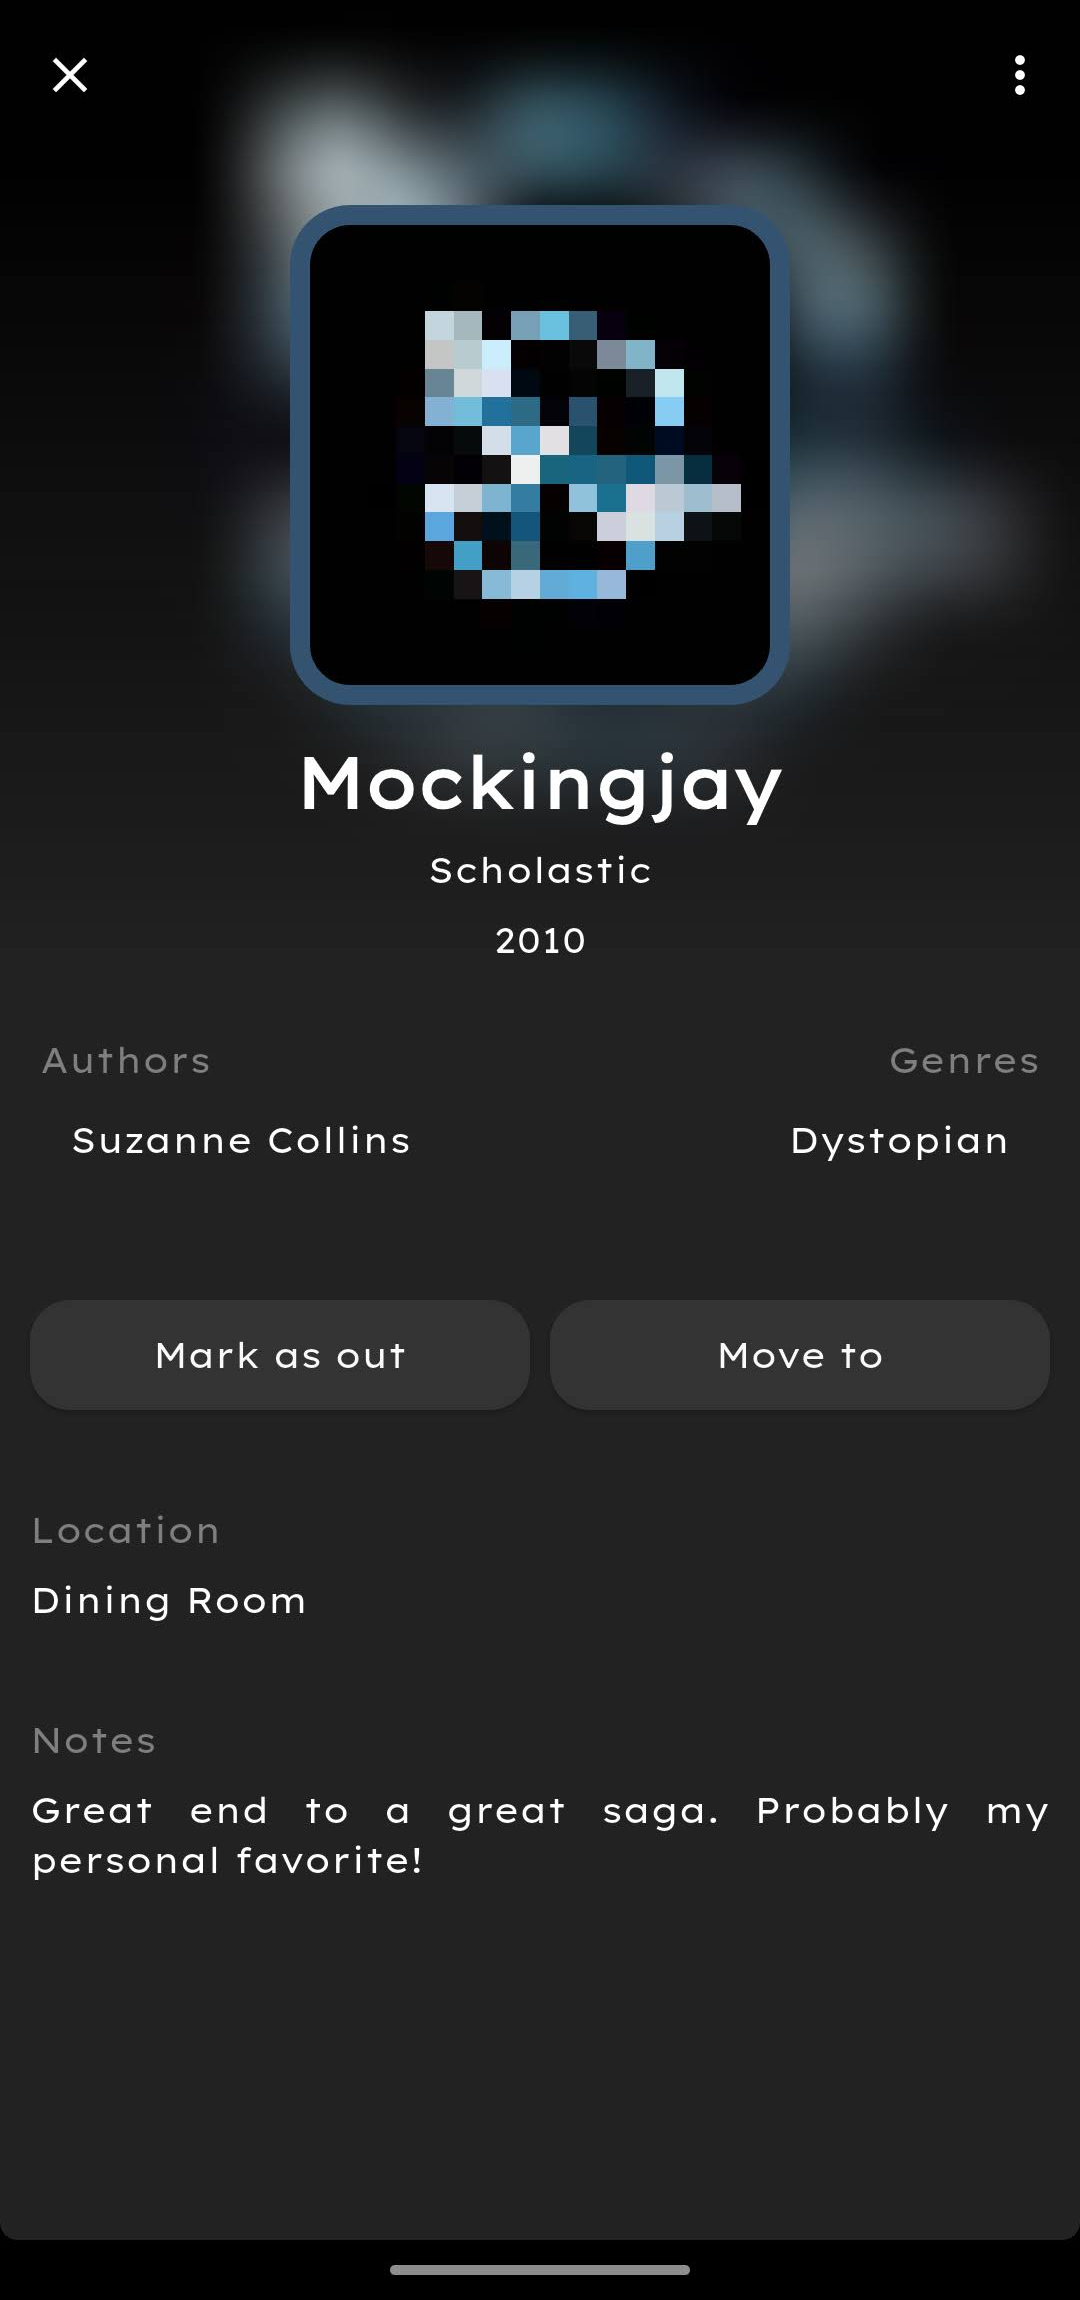 Mockingjay
Scholastic
2010
Authors
Genres
Suzanne Collins
Dystopian
Mark as out
Move to
Location
Dining Room
Notes
Great end to a great saga. Probably my
personal favorite!